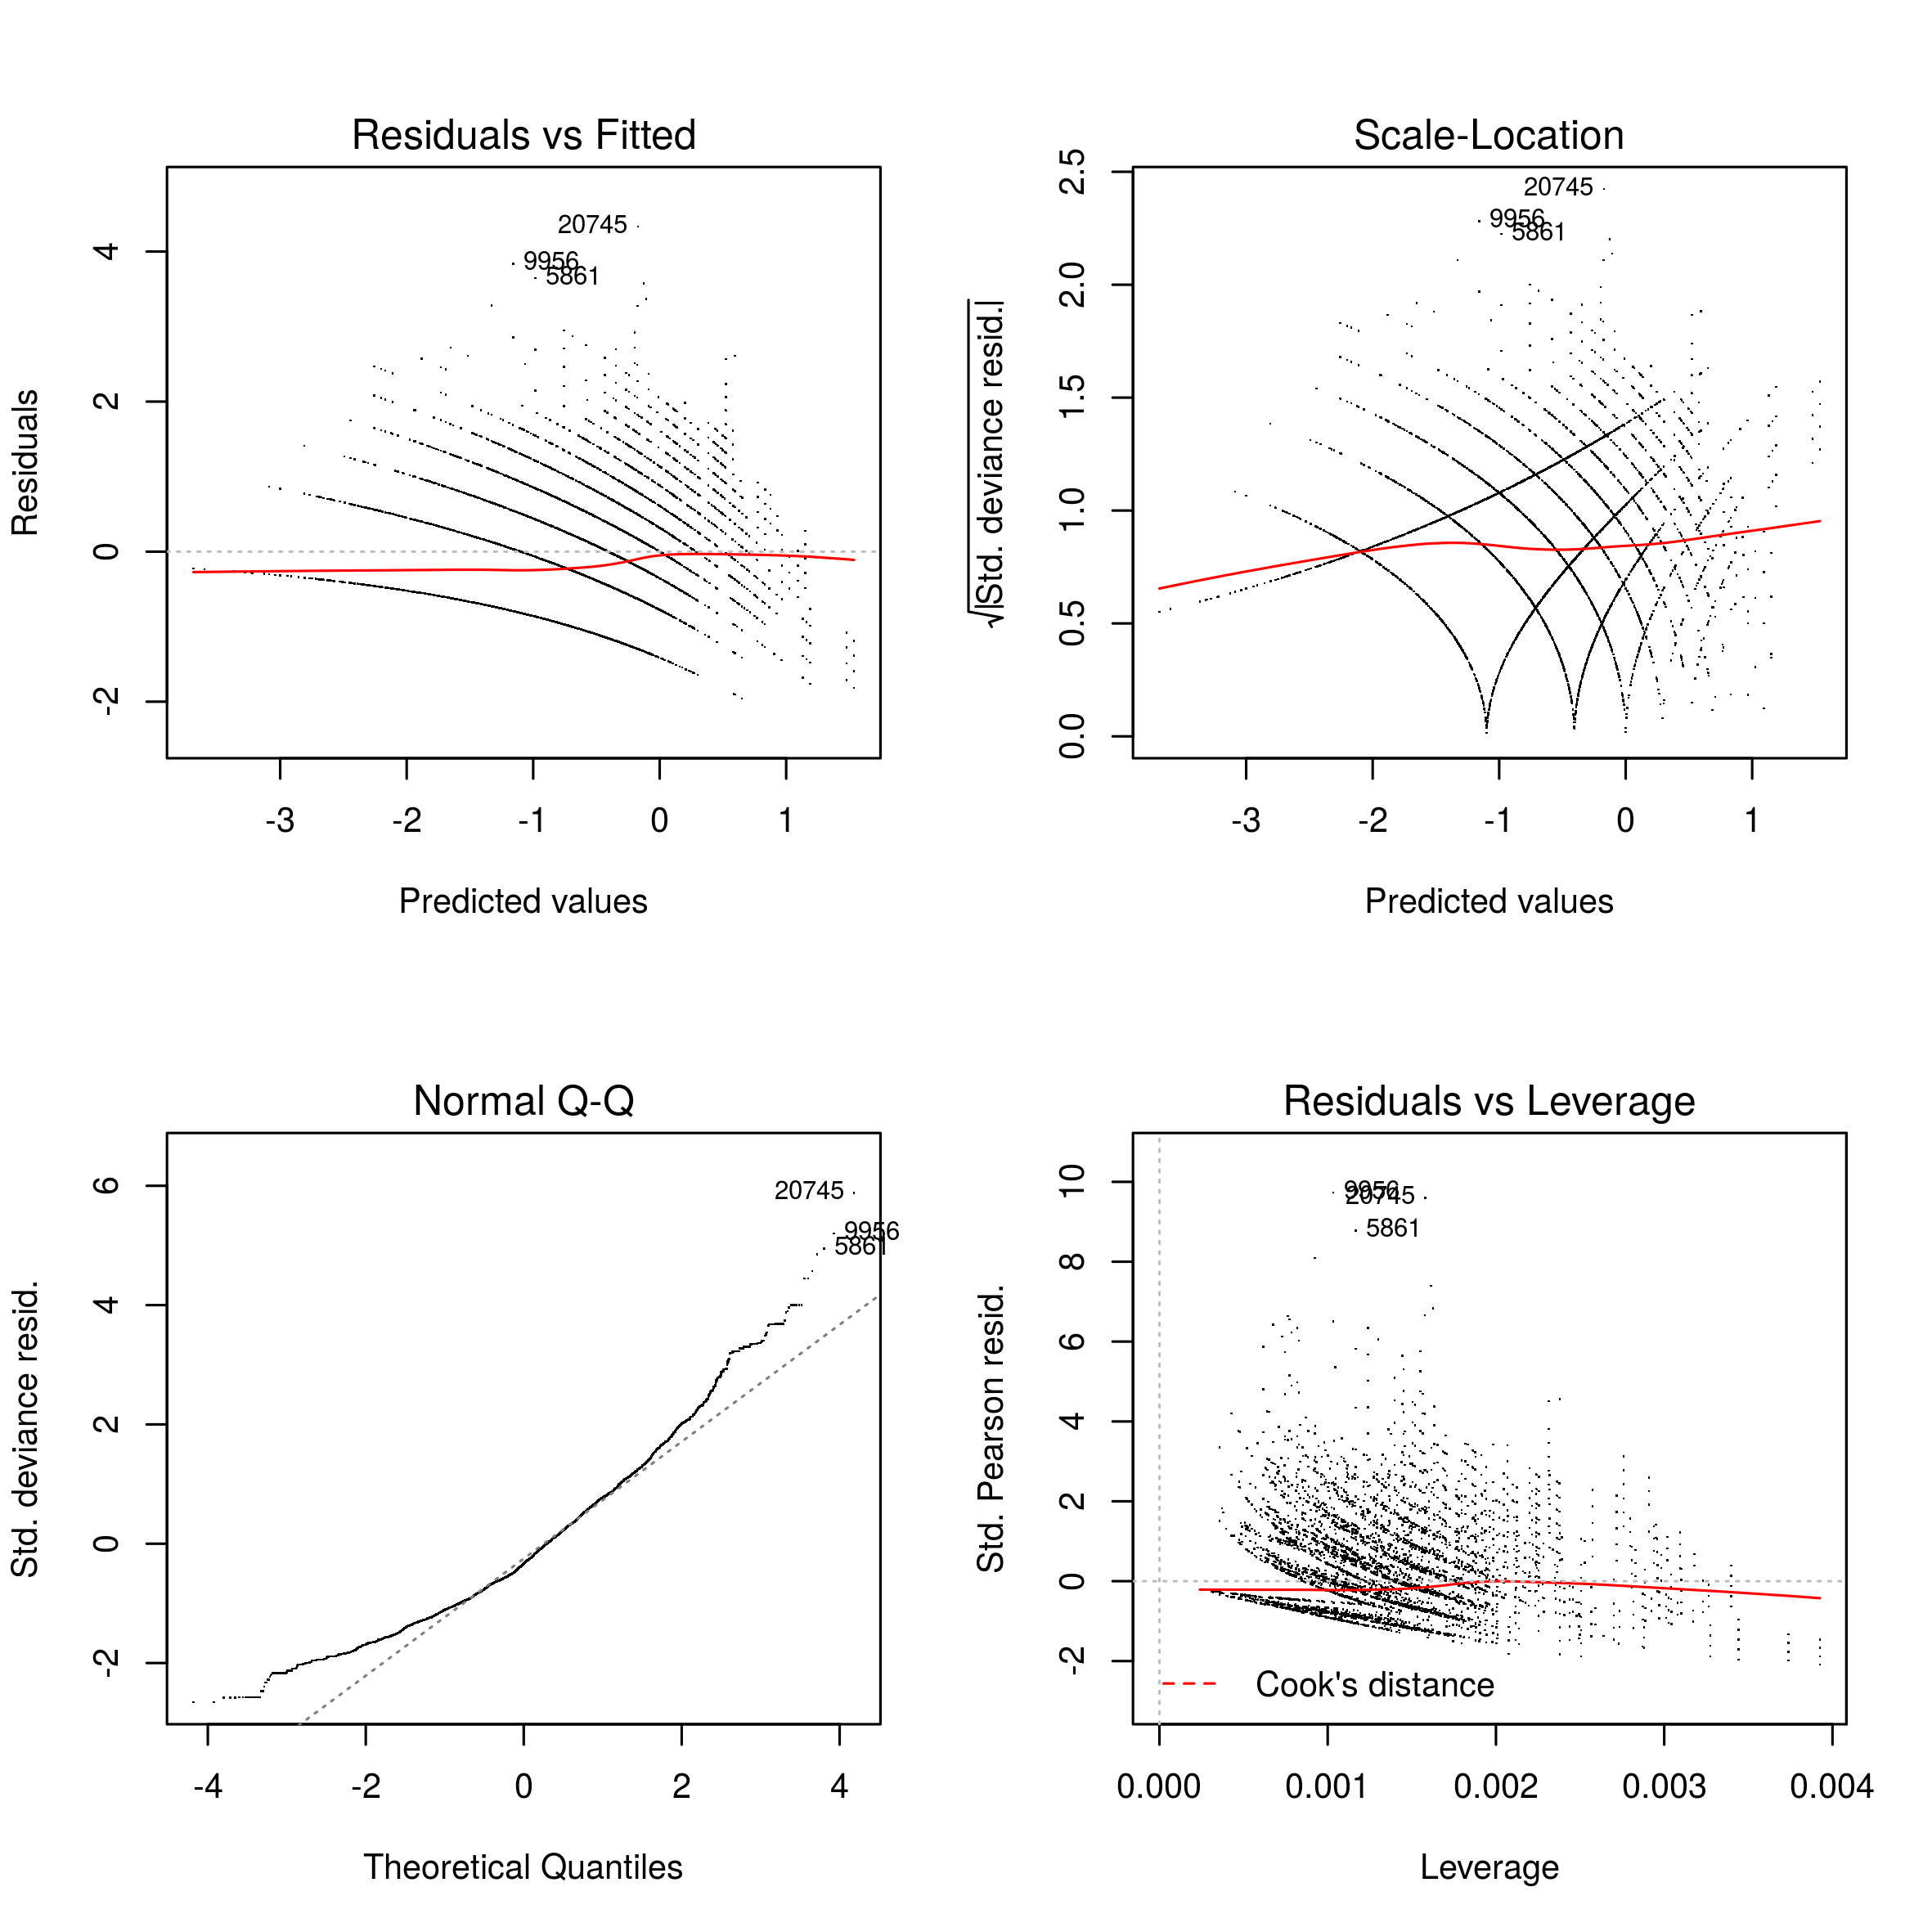 Residuals vs Fitted
Residuals
4
2
0
-2
20745
9956
5861
-3 -2 -1 0 1
Predicted values
Scale-Location
√|Std. deviance resid.|
2.5
2.0
1.5
1.0
0.5
0.0
20745
9956
5861
-3 -2 -1 0 1
Predicted values
Normal Q-Q
Std. deviance resid.
6
4
2
0
-2
20745
9956
5861
-4 -2 0 2 4
Theoretical Quantiles
Residuals vs Leverage
Std. Pearson resid.
10
8
6
4
2
0
-2
9956
20745
5861
Cook's distance
0.000 0.001 0.002 0.003 0.004
Leverage